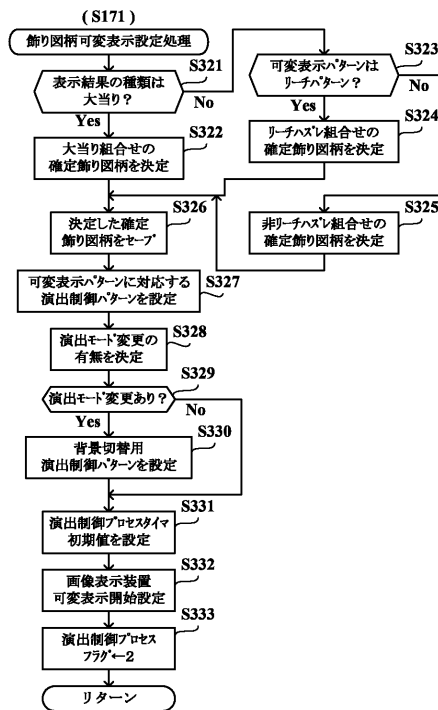 (S171)
飾り図柄可変表示設定処理
S321
表示結果の種類は
大当り？
No
Yes
S322
大当り組合せの
確定飾り図柄を決定
S323
可変表示パターンは
リーチパターン？
No
Yes
S324
リーチハズレ組合せの
確定飾り図柄を決定
S325
非リーチハズレ組合せの
確定飾り図柄を決定
S326
決定した確定
飾り図柄をセーブ
S327
可変表示パターンに対応する
演出制御パターンを設定
S328
演出モード変更の
有無を決定
S329
演出モード変更あり？
No
Yes
S330
背景切替用
演出制御パターンを設定
S331
演出制御プロセスタイマ
初期値を設定
S332
画像表示装置
可変表示開始設定
S333
演出制御プロセス
フラグ←2
リターン